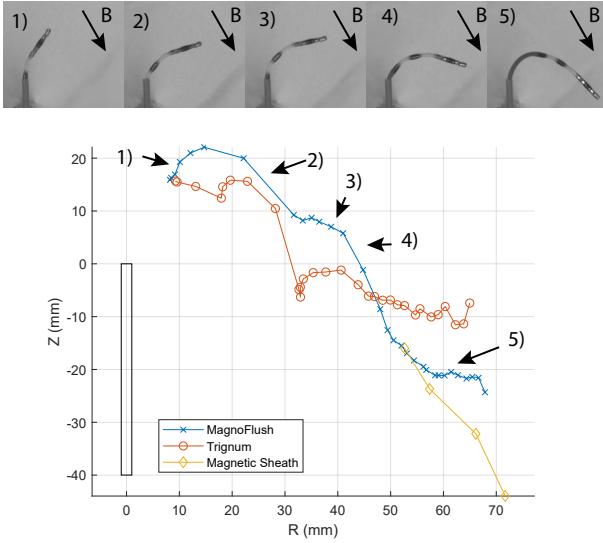 1) B
2) B
3) B
4) B
5) B
20
10
0
-10
-20
-30
-40
Z (mm)
1)
2)
3)
4)
5)
MagnoFlush
Trignum
Magnetic Sheath
0 10 20 30 40 50 60 70
R (mm)